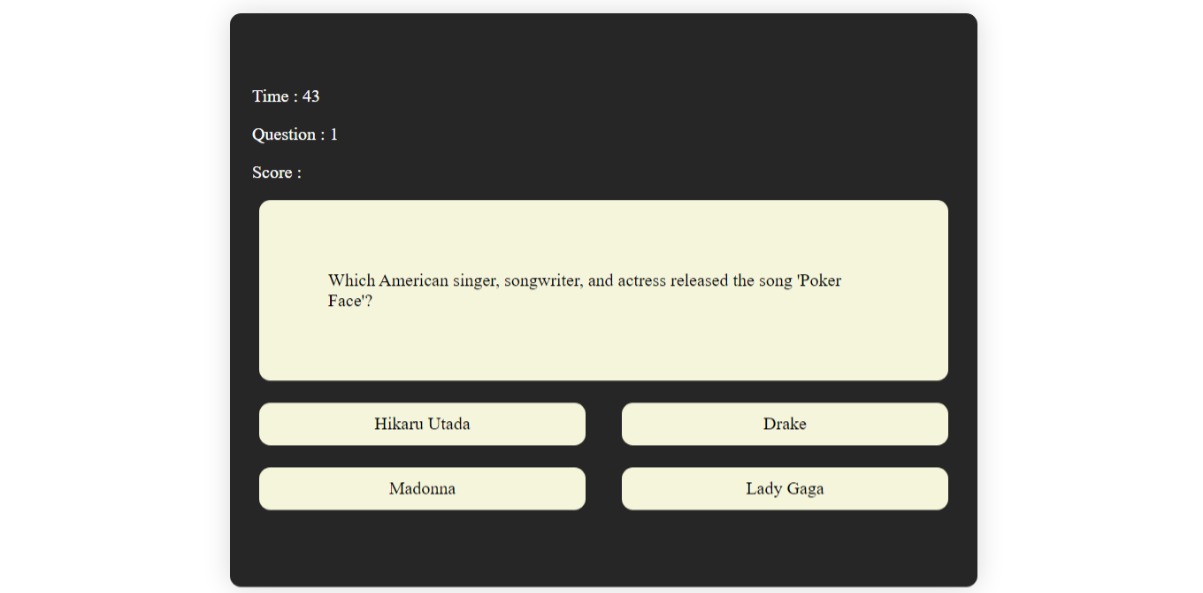 Time : 43
Question : 1
Score :
Which American singer, songwriter, and actress released the song 'Poker
Face'?
Hikaru Utada
Drake
Madonna
Lady Gaga